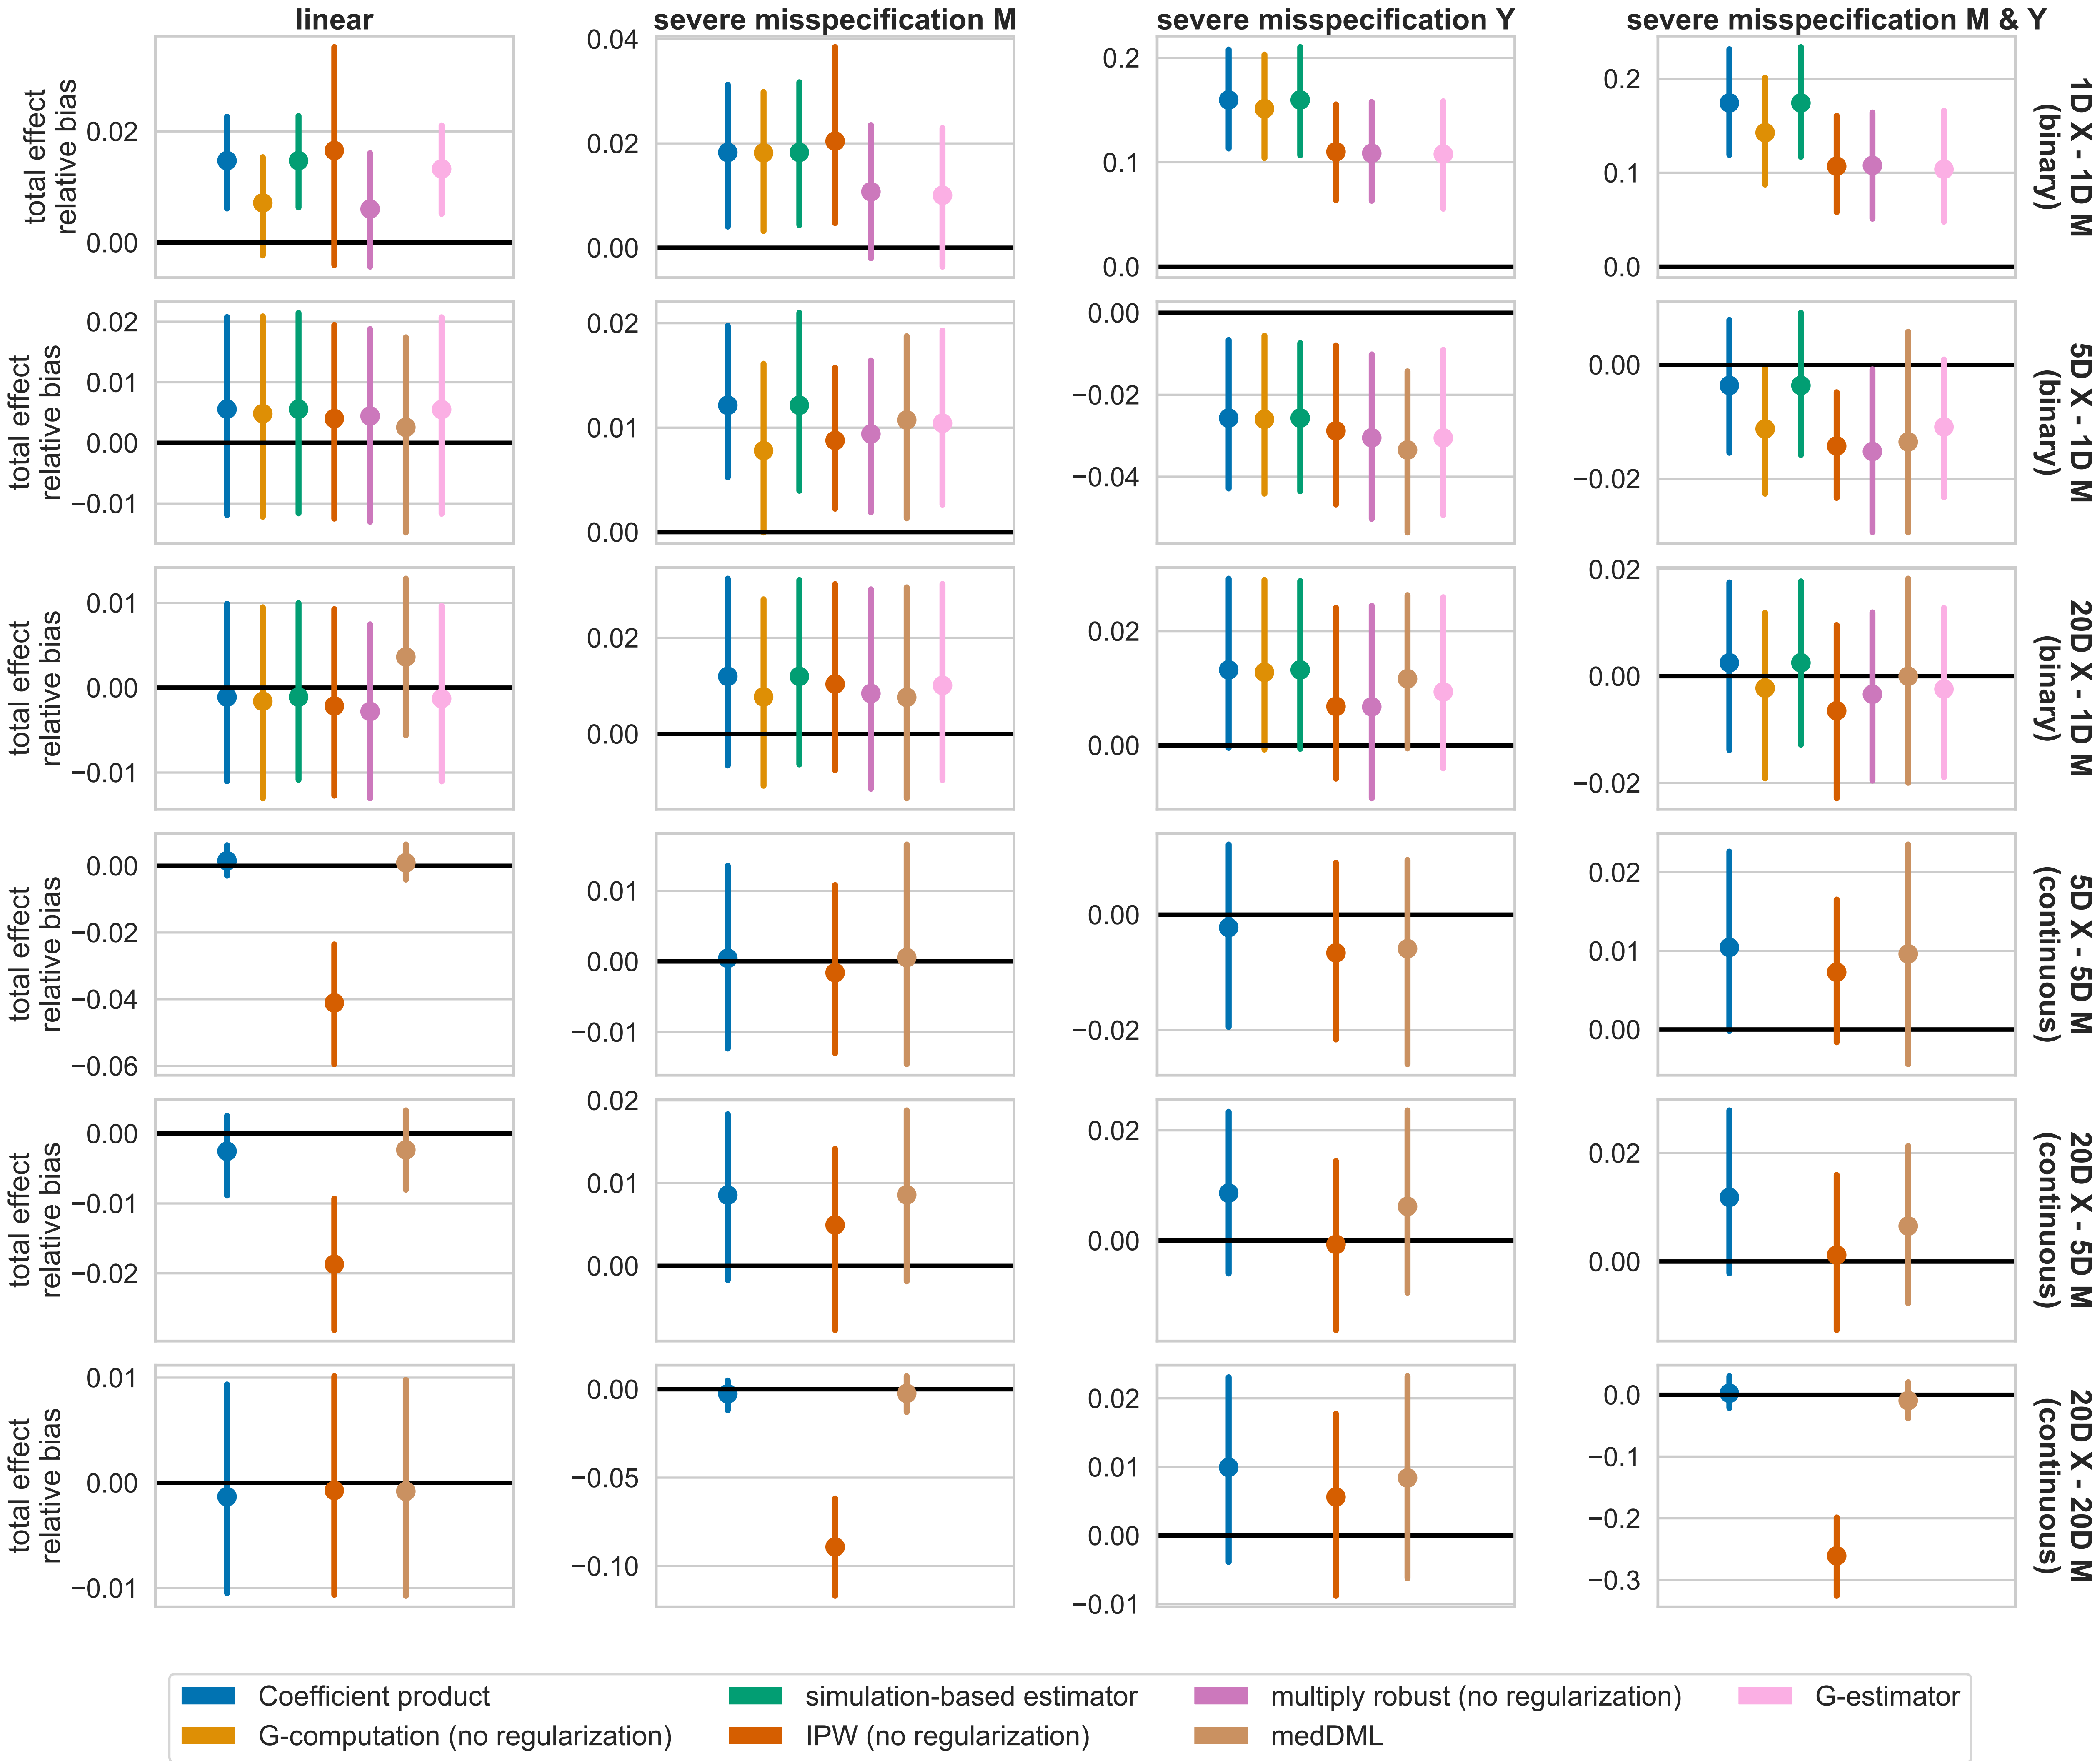 linear
severe misspecification M
severe misspecification Y
severe misspecification M & Y
total effect
relative bias
0.02
0.00
0.04
0.02
0.00
0.2
0.1
0.0
0.2
0.1
0.0
1D X - 1D M
(binary)
total effect
relative bias
0.02
0.01
0.00
−0.01
0.02
0.01
0.00
0.00
−0.02
−0.04
0.00
−0.02
5D X - 1D M
(binary)
total effect
relative bias
0.01
0.00
−0.01
0.02
0.00
0.02
0.00
0.02
0.00
−0.02
20D X - 1D M
(binary)
total effect
relative bias
0.00
−0.02
−0.04
−0.06
0.01
0.00
−0.01
0.00
−0.02
0.02
0.01
0.00
5D X - 5D M
(continuous)
total effect
relative bias
0.00
−0.01
−0.02
0.02
0.01
0.00
0.02
0.00
0.02
0.00
20D X - 5D M
(continuous)
total effect
relative bias
0.01
0.00
−0.01
0.00
−0.05
−0.10
0.02
0.01
0.00
−0.01
0.0
−0.1
−0.2
−0.3
20D X - 20D M
(continuous)
Coefficient product
G-computation (no regularization)
simulation-based estimator
IPW (no regularization)
multiply robust (no regularization)
medDML
G-estimator